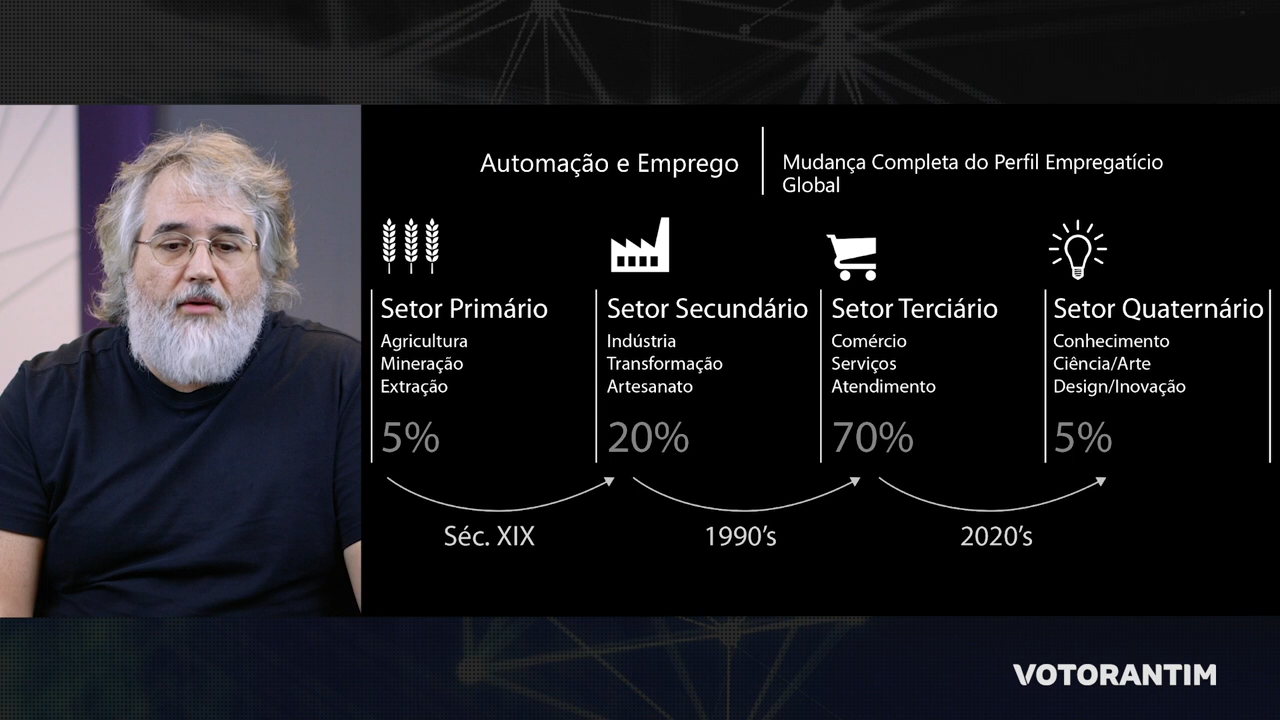 Automação e Emprego
Mudança Completa do Perfil Empregatício
Global
Setor Primário
Agricultura
Mineração
Extração
5%
Setor Secundário
Indústria
Transformação
Artesanato
20%
Setor Terciário
Comércio
Serviços
Atendimento
70%
Setor Quaternário
Conhecimento
Ciência/Arte
Design/Inovação
5%
Séc. XIX
1990’s
2020’s
VOTORANTIM